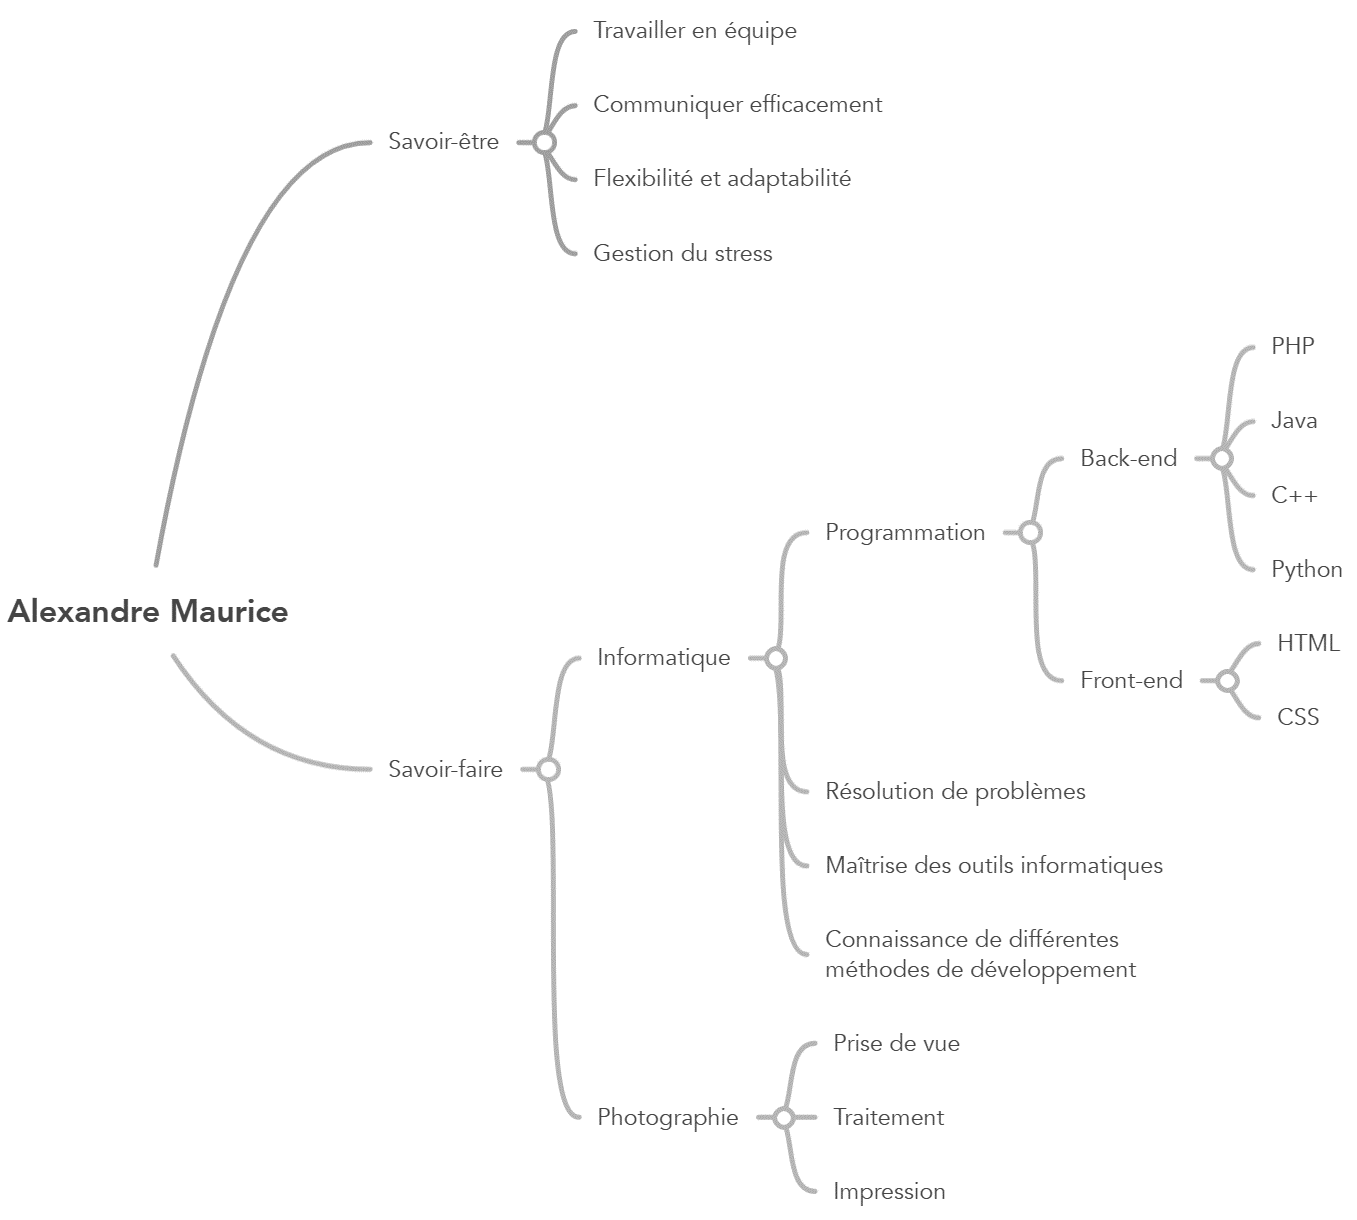 Travailler en équipe
Communiquer efficacement
Savoir-être
Flexibilité et adaptabilité
Gestion du stress
PHP
Java
Back-end
C++
Programmation
Python
Alexandre Maurice
HTML
Informatique
Front-end
CSS
Savoir-faire
Résolution de problèmes
Maîtrise des outils informatiques
Connaissance de différentes
méthodes de développement
Prise de vue
Photographie
Traitement
Impression